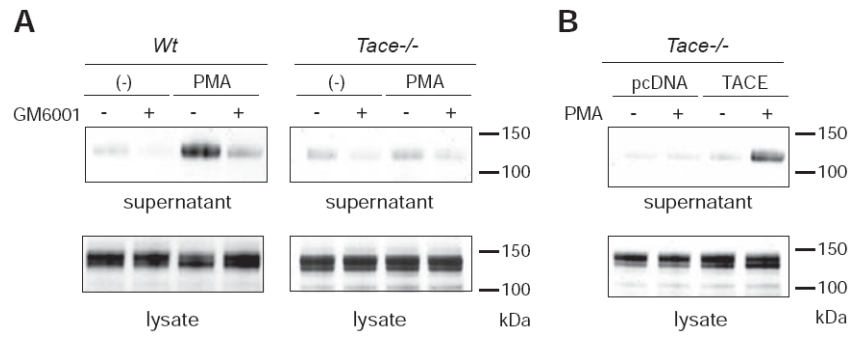 A
B
Wt
Tace-/-
Tace-/-
(-)
PMA
(-)
PMA
pcDNA
TACE
GM6001
-
+
-
+
-
+
-
+
PMA
-
+
-
+
150
100
150
100
supernatant
supernatant
supernatant
150
100
150
100
lysate
lysate
kDa
lysate
kDa